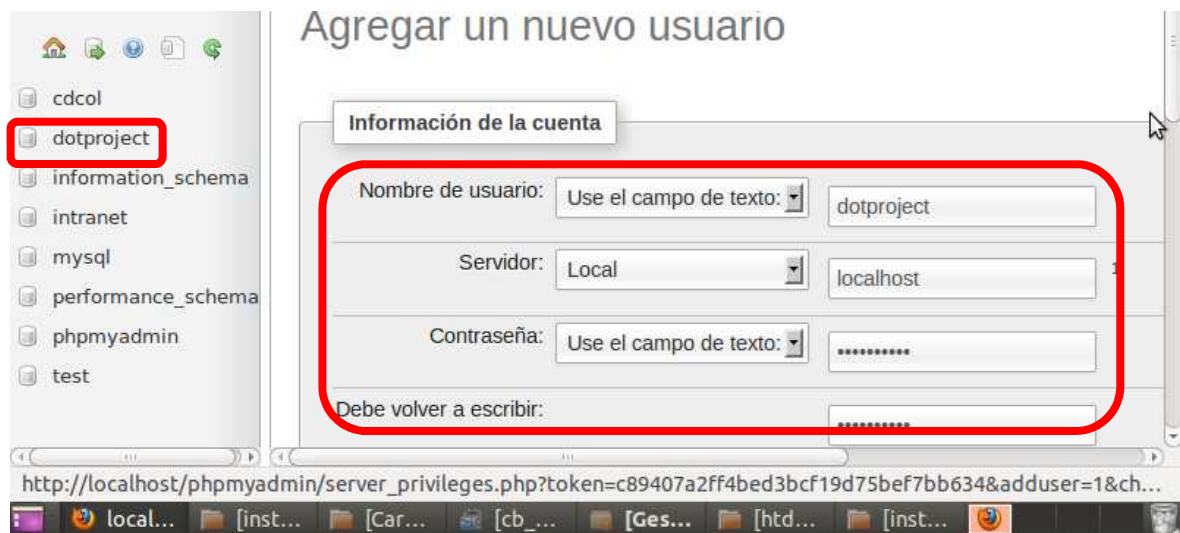 Agregar un nuevo usuario
cdcol
dotproject
information_schema
intranet
mysql
performance_schema
phpmyadmin
test
Información de la cuenta
Nombre de usuario: Use el campo de texto: dotproject
Servidor: Local localhost
Contraseña: Use el campo de texto: ••••••••••
Debe volver a escribir: ••••••••••
http://localhost/phpmyadmin/server_privileges.php?token=c89407a2ff4bed3bcf19d75bef7bb634&adduser=1&ch...
local... [inst... [Car... [cb_... [Ges... [htd... [inst...